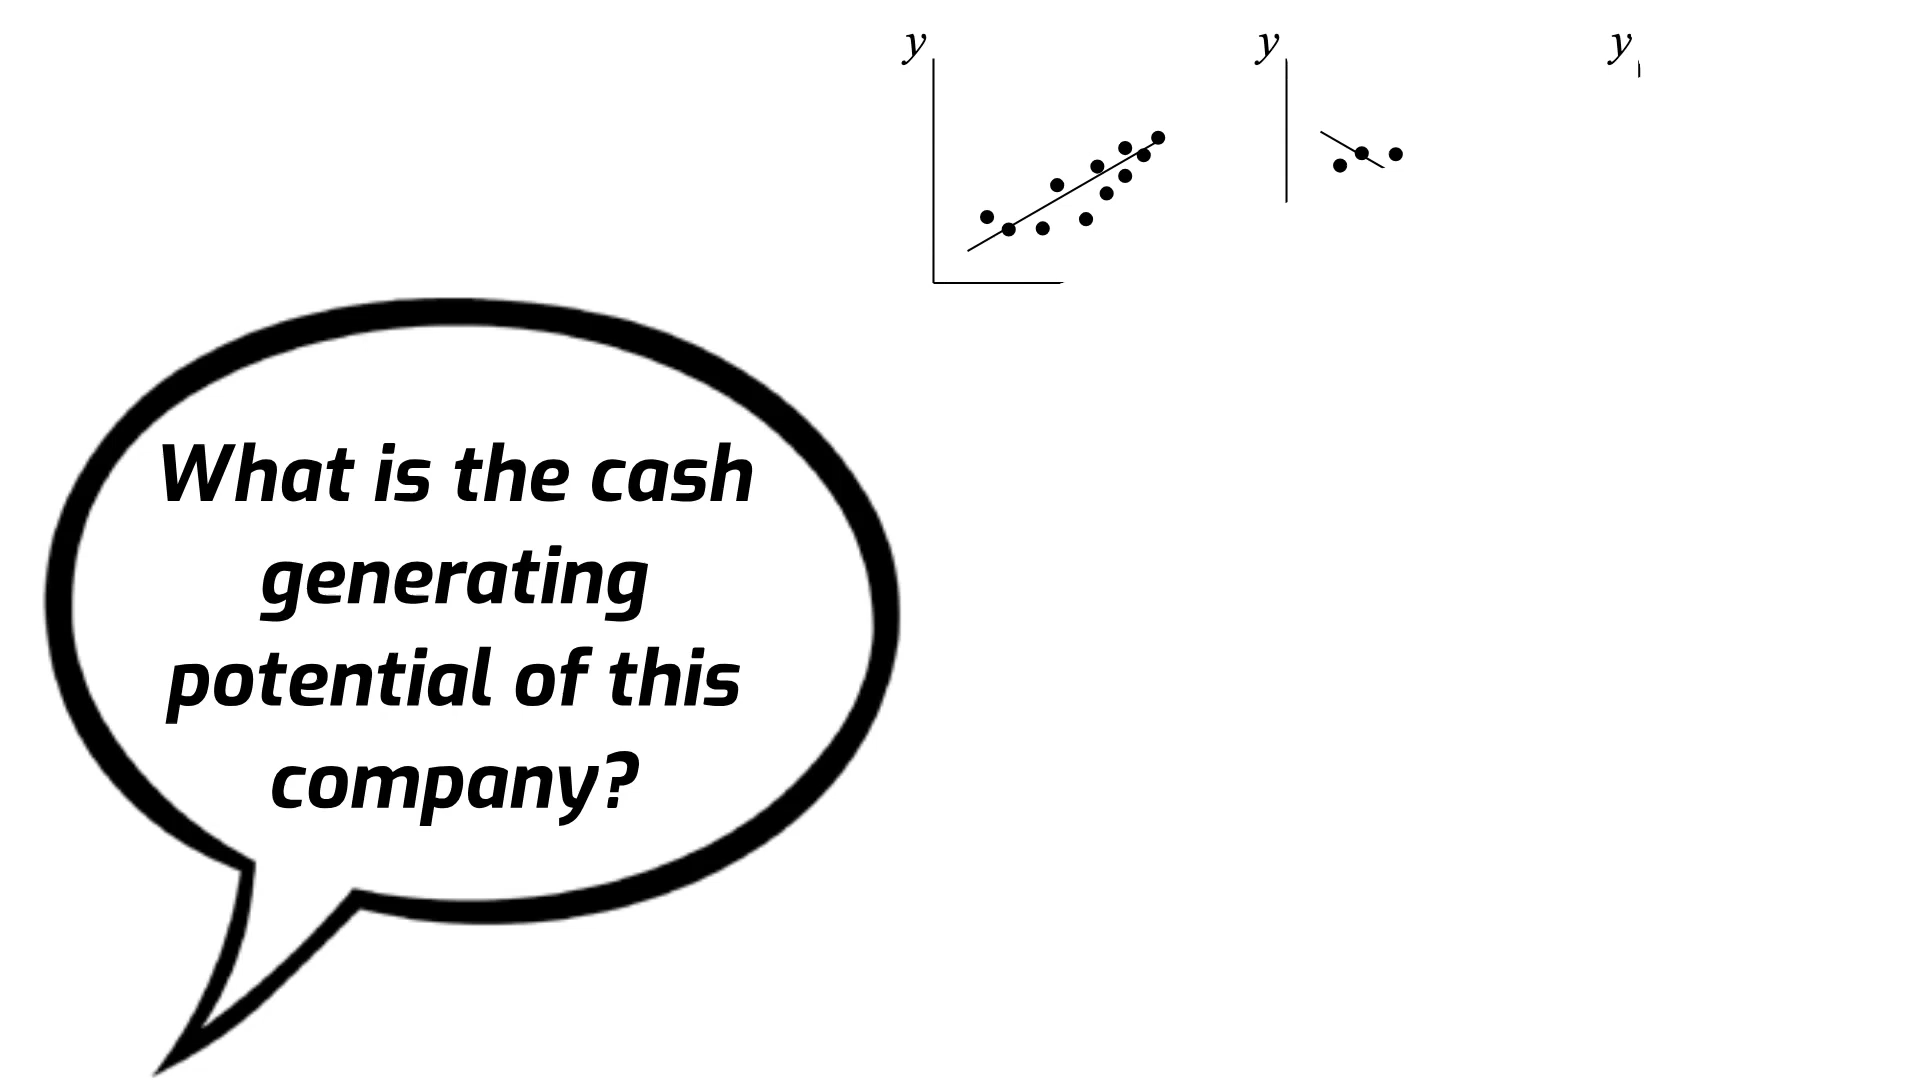 y y y
What is the cash
generating
potential of this
company?